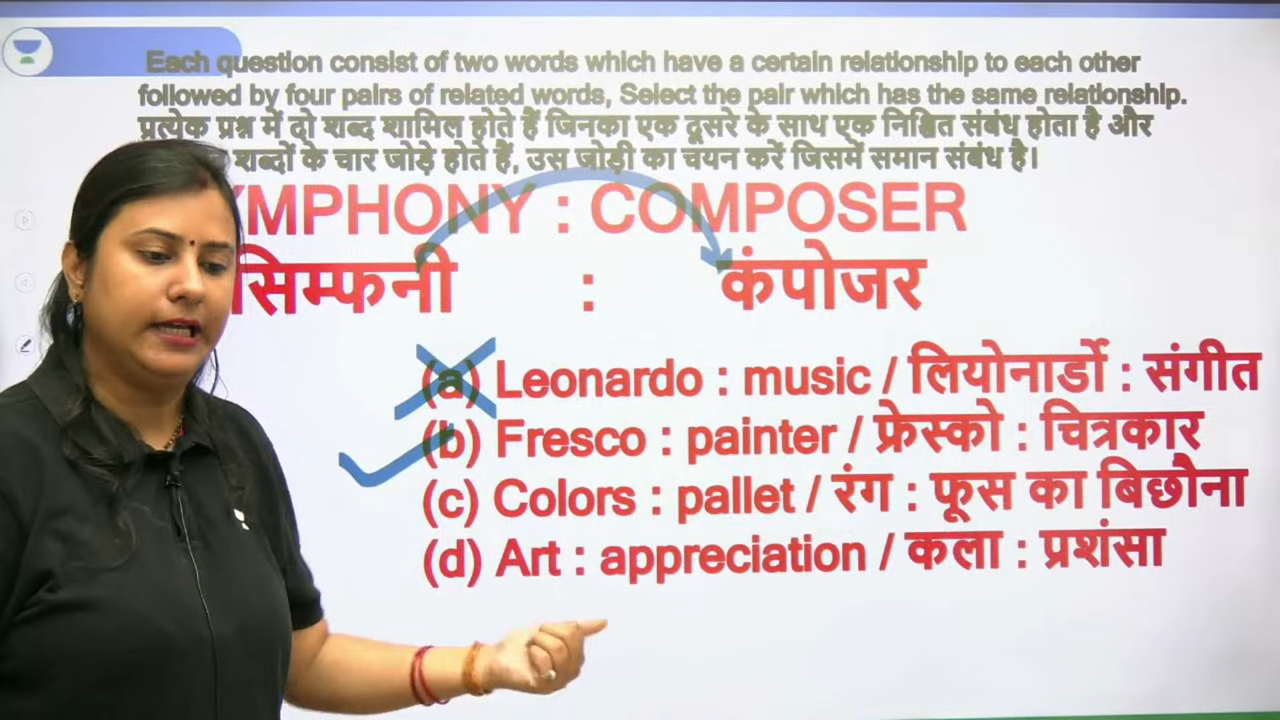 Each question consist of two words which have a certain relationship to each other
followed by four pairs of related words, Select the pair which has the same relationship.
प्रत्येक प्रश्न में दो शब्द शामिल होते हैं जिनका एक दूसरे के साथ एक निश्चित संबंध होता है और
शब्दों के चार जोड़े होते हैं, उस जोड़ी का चयन करें जिसमें समान संबंध है।
YMPHONY : COMPOSER
सिम्फनी : कंपोजर
(a) Leonardo : music / लियोनार्डो : संगीत
(b) Fresco : painter / फ्रेस्को : चित्रकार
(c) Colors : pallet / रंग : फूस का बिछौना
(d) Art : appreciation / कला : प्रशंसा